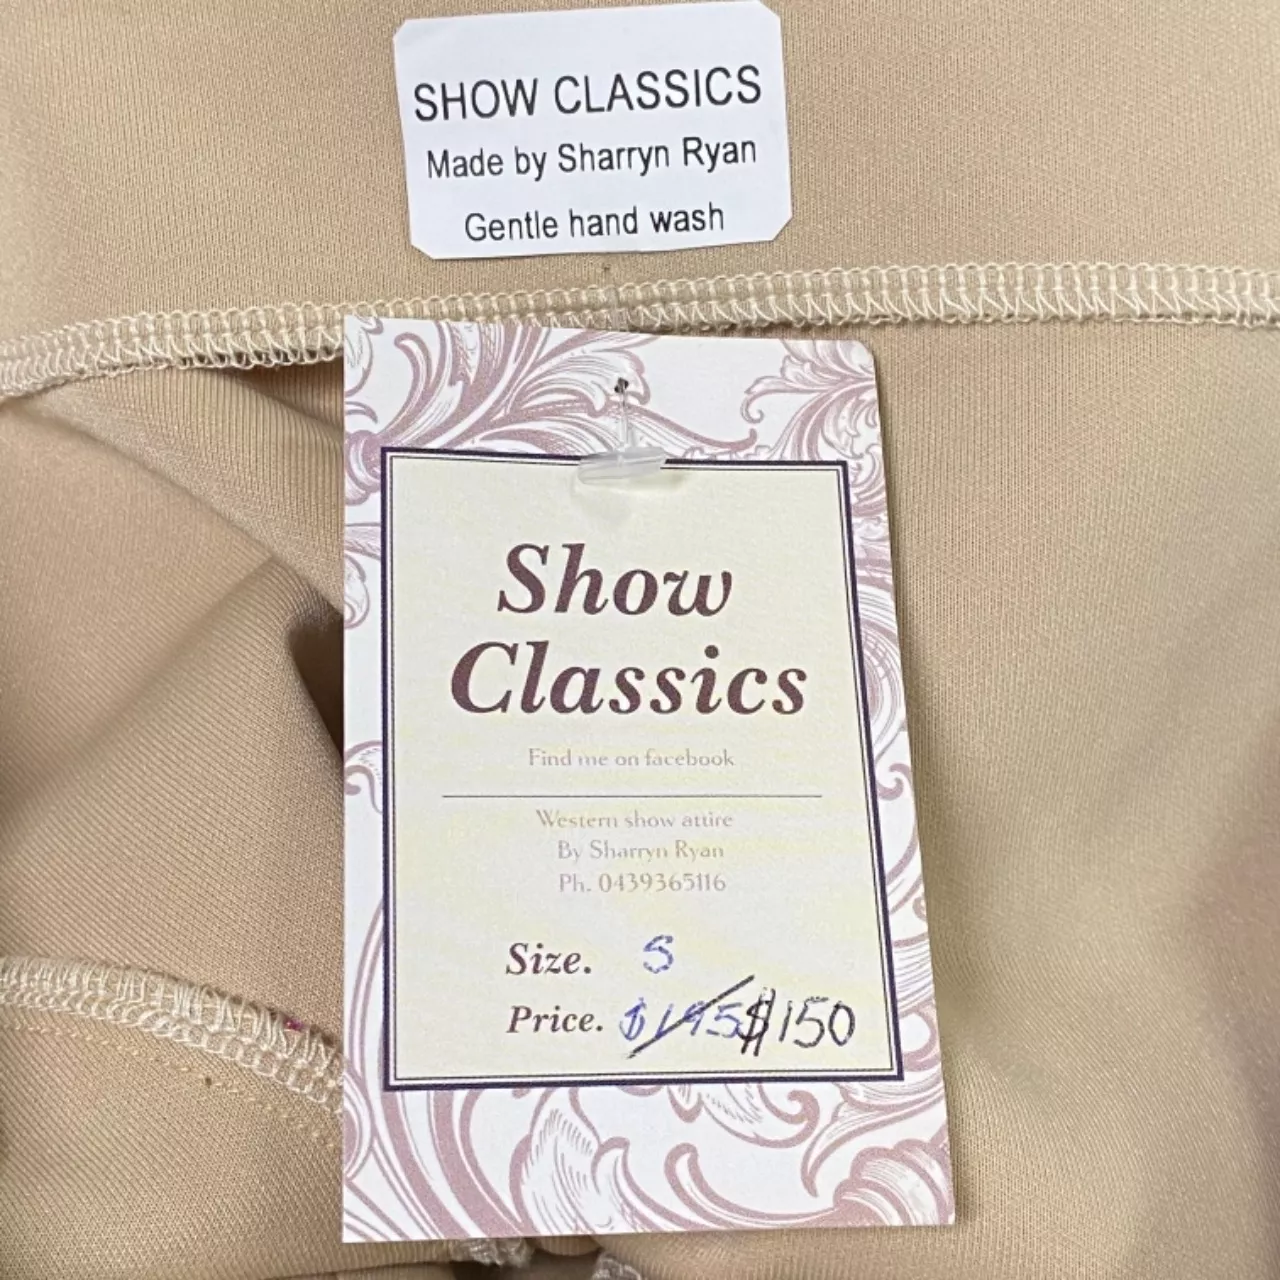 SHOW CLASSICS
Made by Sharryn Ryan
Gentle hand wash
Show
Classics
Find me on facebook
Western show attire
By Sharryn Ryan
Ph. 0439365116
Size. S
Price. $195 $150